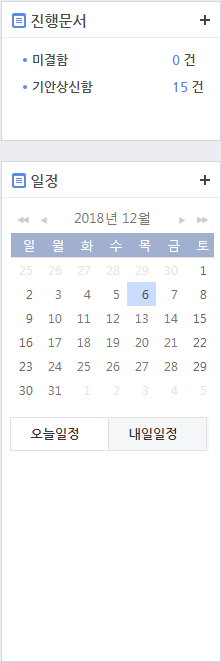 진행문서
미결함 0 건
기안상신함 15 건
일정
2018년 12월
일 월 화 수 목 금 토
25 26 27 28 29 30 1
2 3 4 5 6 7 8
9 10 11 12 13 14 15
16 17 18 19 20 21 22
23 24 25 26 27 28 29
30 31 1 2 3 4 5
오늘일정 내일일정